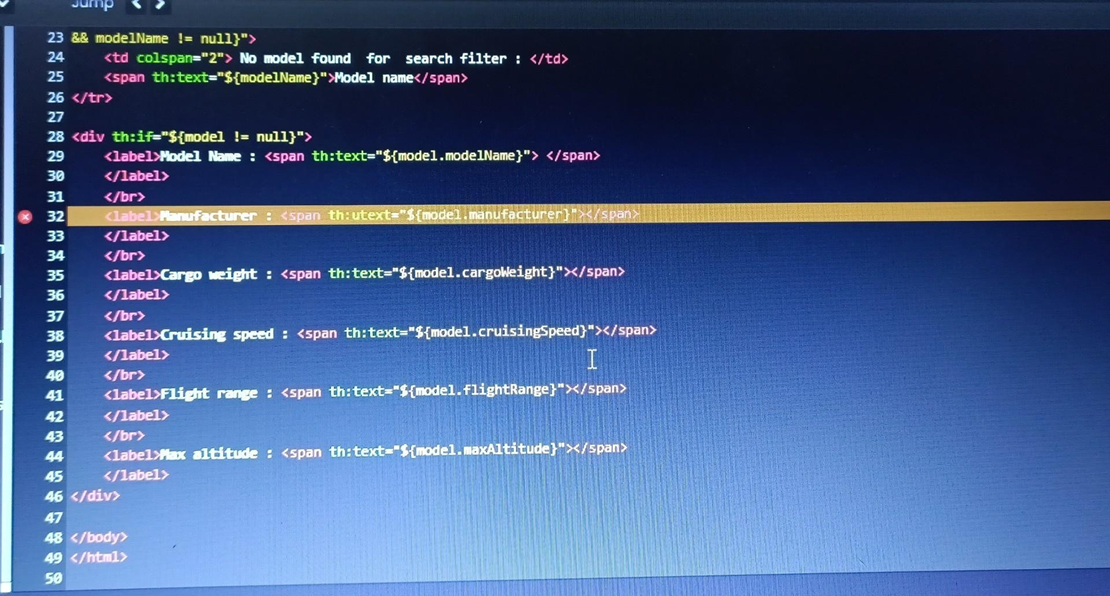 Jump
23 && modelName != null}">
24 <td colspan="2"> No model found  for  search filter : </td>
25 <span th:text="${modelName}">Model name</span>
26 </tr>
27
28 <div th:if="${model != null}">
29 <label>Model Name : <span th:text="${model.modelName}"> </span>
30 </label>
31 </br>
32 <label>Manufacturer : <span th:utext="${model.manufacturer}"></span>
33 </label>
34 </br>
35 <label>Cargo weight : <span th:text="${model.cargoWeight}"></span>
36 </label>
37 </br>
38 <label>Cruising speed : <span th:text="${model.cruisingSpeed}"></span>
39 </label>
40 </br>
41 <label>Flight range : <span th:text="${model.flightRange}"></span>
42 </label>
43 </br>
44 <label>Max altitude : <span th:text="${model.maxAltitude}"></span>
45 </label>
46 </div>
47
48 </body>
49 </html>
50